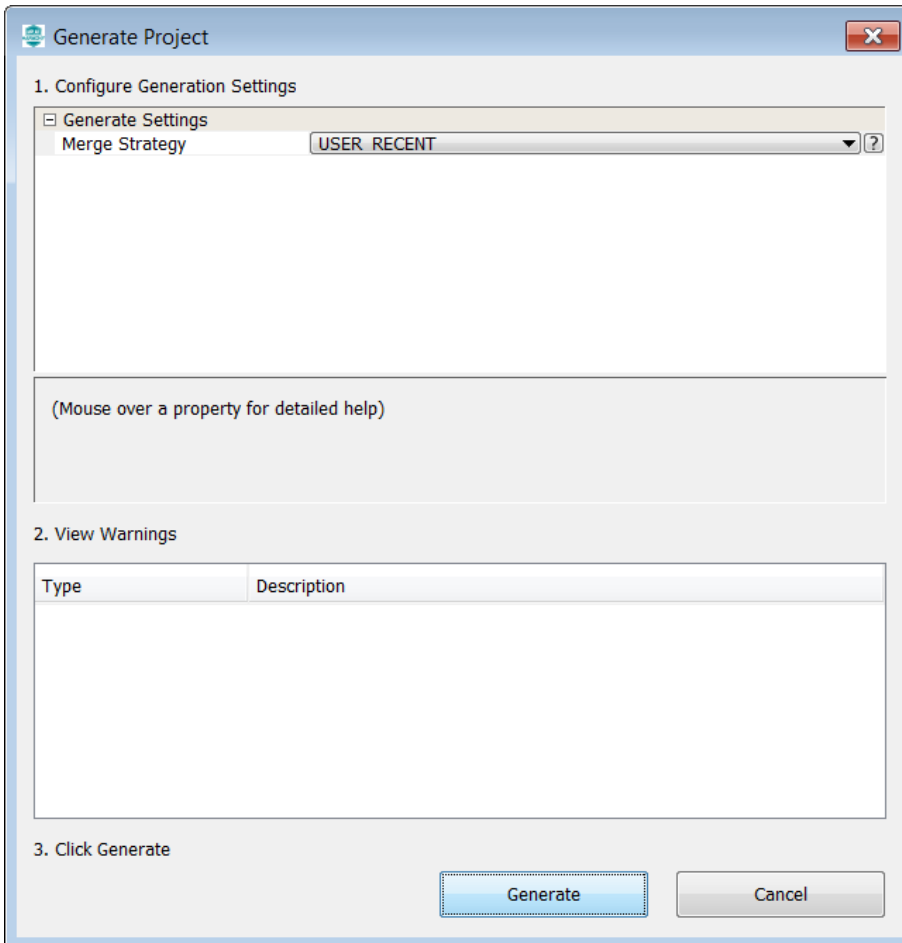 Generate Project
1. Configure Generation Settings
Generate Settings
Merge Strategy USER_RECENT ?
(Mouse over a property for detailed help)
2. View Warnings
Type Description
3. Click Generate
Generate Cancel